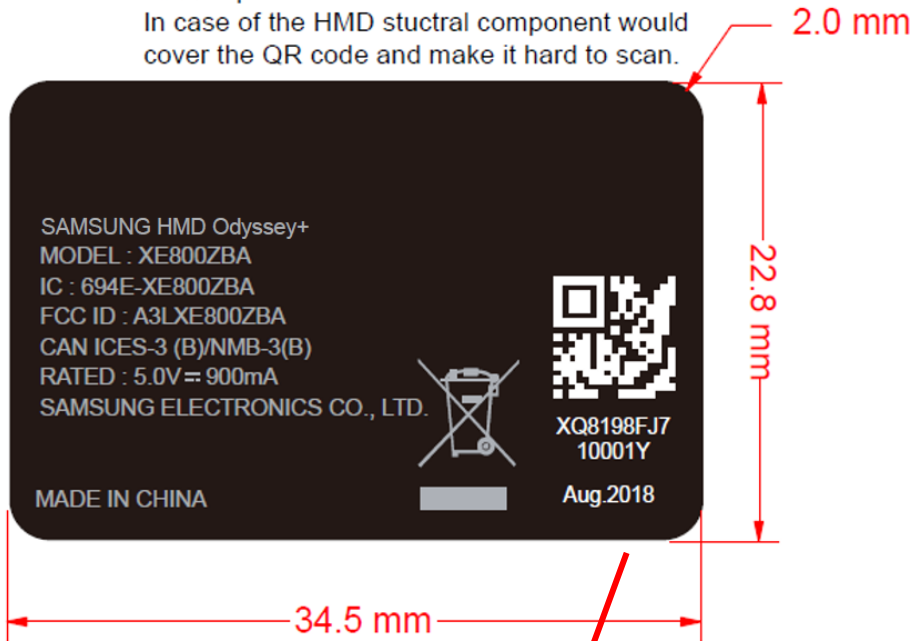 In case of the HMD stuctral component would
cover the QR code and make it hard to scan.
2.0 mm
SAMSUNG HMD Odyssey+
MODEL : XE800ZBA
IC : 694E-XE800ZBA
FCC ID : A3LXE800ZBA
CAN ICES-3 (B)/NMB-3(B)
RATED : 5.0V⎓900mA
SAMSUNG ELECTRONICS CO., LTD.
XQ8198FJ7
10001Y
MADE IN CHINA
Aug.2018
22.8 mm
34.5 mm